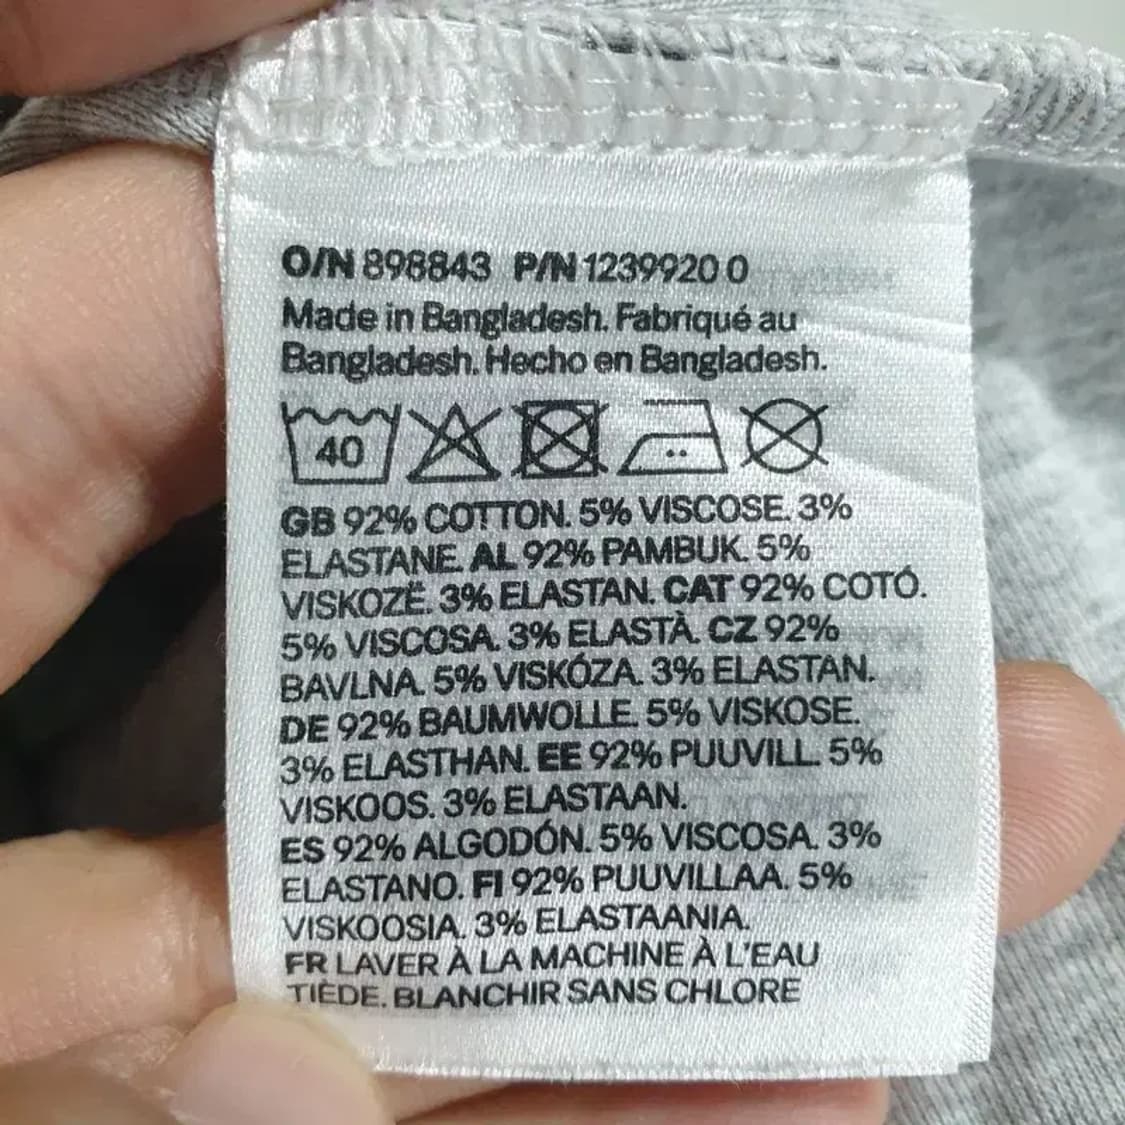 O/N 898843 P/N 1239920 0
Made in Bangladesh. Fabriqué au
Bangladesh. Hecho en Bangladesh.
40
GB 92% COTTON. 5% VISCOSE. 3%
ELASTANE. AL 92% PAMBUK. 5%
VISKOZË. 3% ELASTAN. CAT 92% COTÓ.
5% VISCOSA. 3% ELASTÀ. CZ 92%
BAVLNA. 5% VISKÓZA. 3% ELASTAN.
DE 92% BAUMWOLLE. 5% VISKOSE.
3% ELASTHAN. EE 92% PUUVILL. 5%
VISKOOS. 3% ELASTAAN.
ES 92% ALGODÓN. 5% VISCOSA. 3%
ELASTANO. FI 92% PUUVILLAA. 5%
VISKOOSIA. 3% ELASTAANIA.
FR LAVER À LA MACHINE À L'EAU
TIÈDE. BLANCHIR SANS CHLORE